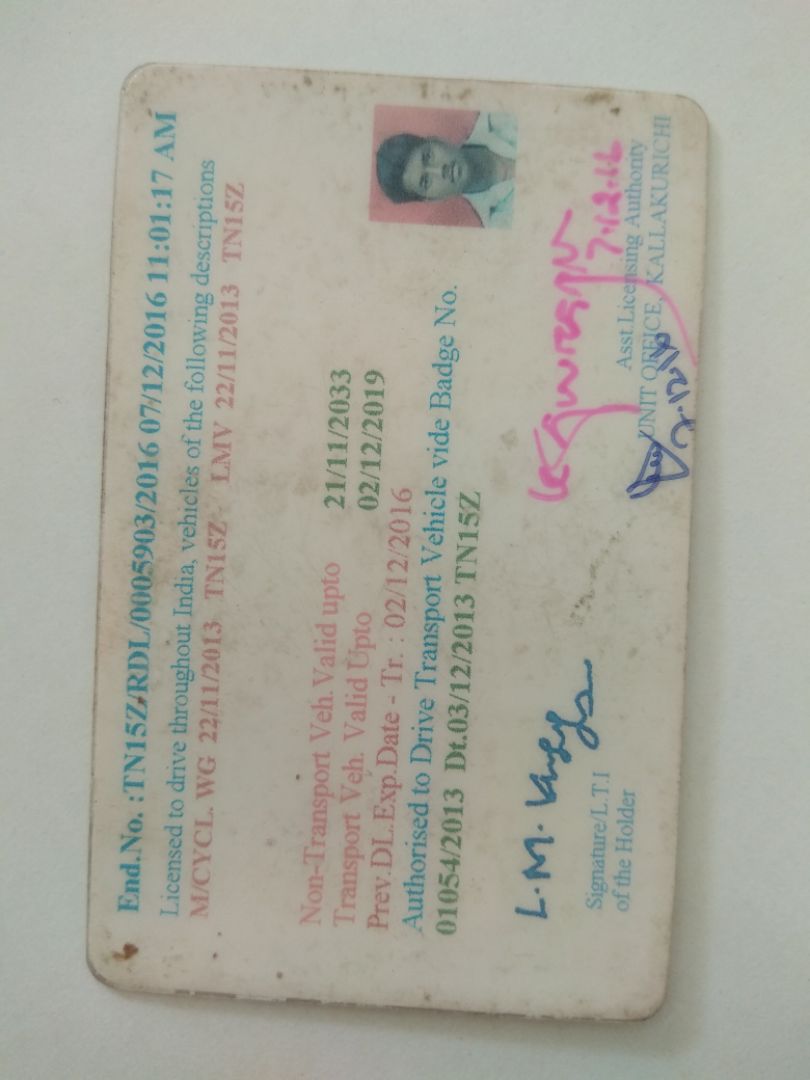 End.No. :TN15Z/RDL/0005903/2016 07/12/2016 11:01:17 AM
Licensed to drive throughout India, vehicles of the following descriptions
M/CYCL. WG 22/11/2013 TN15Z LMV 22/11/2013 TN15Z
Non-Transport Veh.Valid upto 21/11/2033
Transport Veh. Valid Upto 02/12/2019
Prev.DL.Exp.Date - Tr. : 02/12/2016
Authorised to Drive Transport Vehicle vide Badge No.
01054/2013 Dt.03/12/2013 TN15Z
L.M.
Signature/L.T.I
of the Holder
7.12.16
Asst.Licensing Authority
UNIT OFFICE, KALLAKURICHI